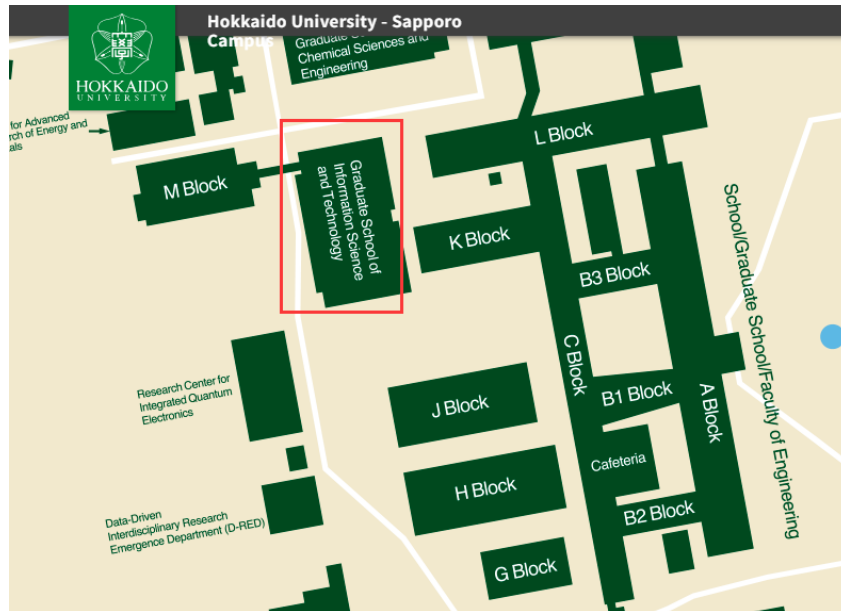 Hokkaido University - Sapporo
Campus
HOKKAIDO
UNIVERSITY
Chemical Sciences and
Engineering
for Advanced
rch of Energy and
als
M Block
Graduate School of
Information Science
and Technology
L Block
K Block
B3 Block
School/Graduate School/Faculty of Engineering
C Block
Research Center for
Integrated Quantum
Electronics
J Block
B1 Block
A Block
Cafeteria
H Block
B2 Block
Data-Driven
Interdisciplinary Research
Emergence Department (D-RED)
G Block